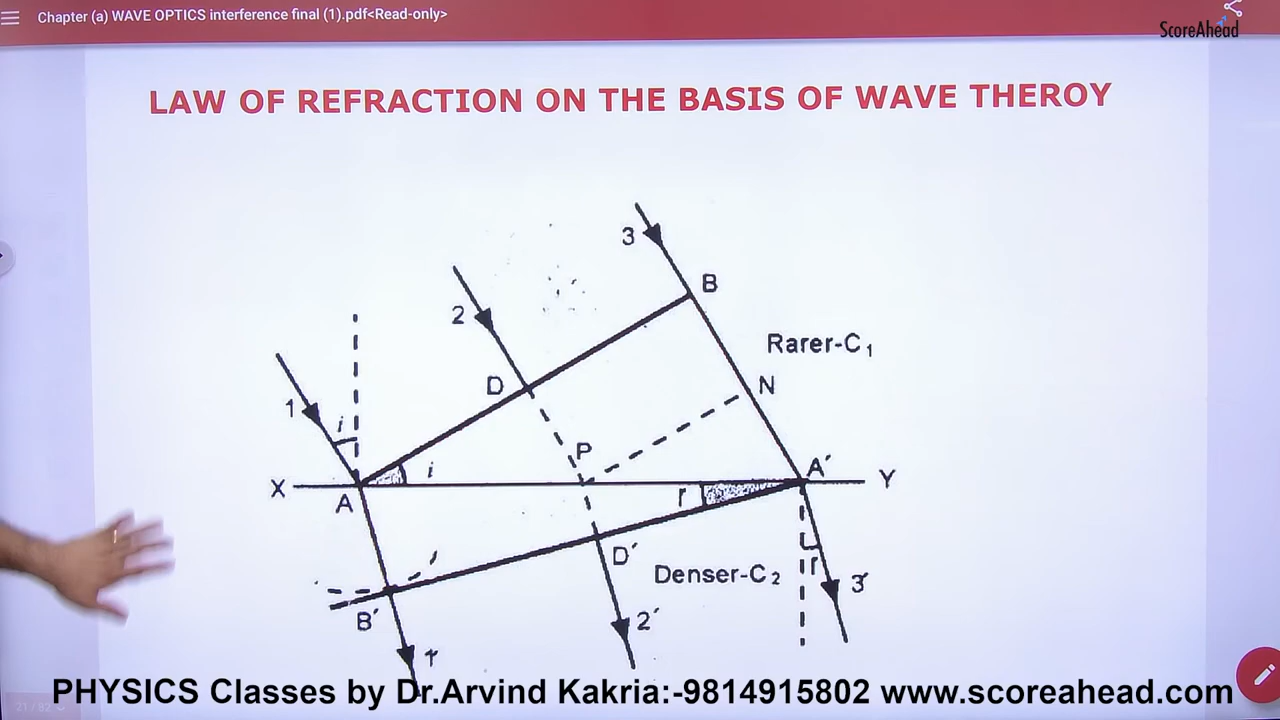 Chapter (a) WAVE OPTICS interference final (1).pdf<Read-only>
ScoreAhead
LAW OF REFRACTION ON THE BASIS OF WAVE THEROY
3
B
2
Rarer-C₁
D
N
1
i
P
i
A′
X
Y
A
r
D′
Denser-C₂
r
3′
B′
2′
1′
PHYSICS Classes by Dr.Arvind Kakria:-9814915802 www.scoreahead.com
21 / 82